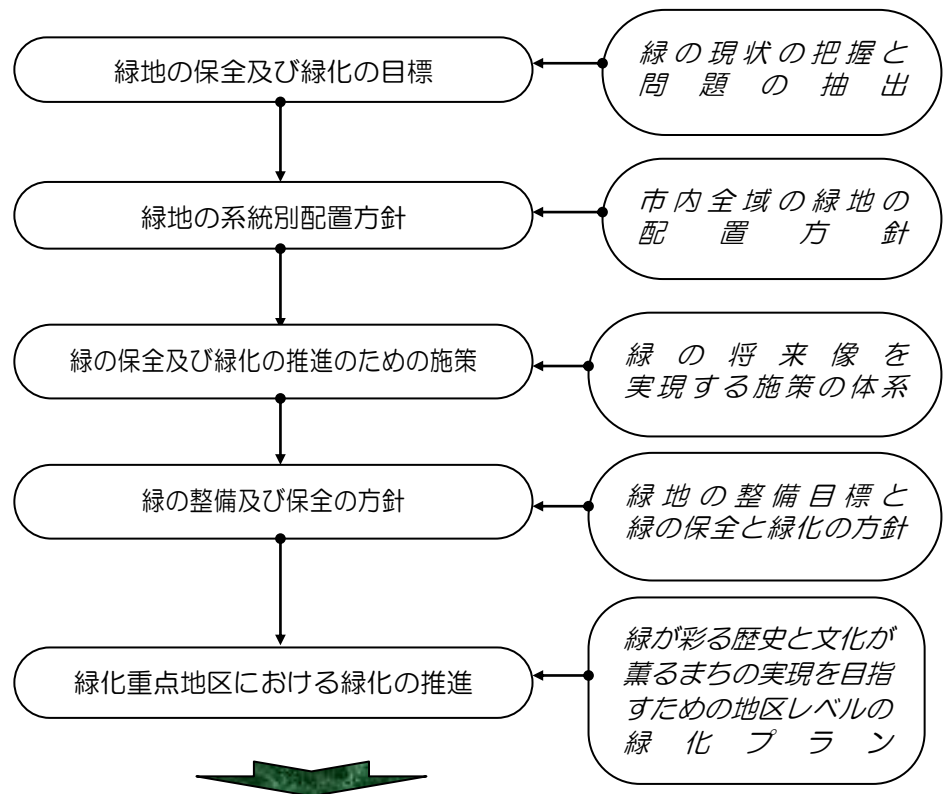 緑地の保全及び緑化の目標
緑の現状の把握と
問題の抽出
緑地の系統別配置方針
市内全域の緑地の
配置方針
緑の保全及び緑化の推進のための施策
緑の将来像を
実現する施策の体系
緑の整備及び保全の方針
緑地の整備目標と
緑の保全と緑化の方針
緑化重点地区における緑化の推進
緑が彩る歴史と文化が
薫るまちの実現を目指
すための地区レベルの
緑化プラン